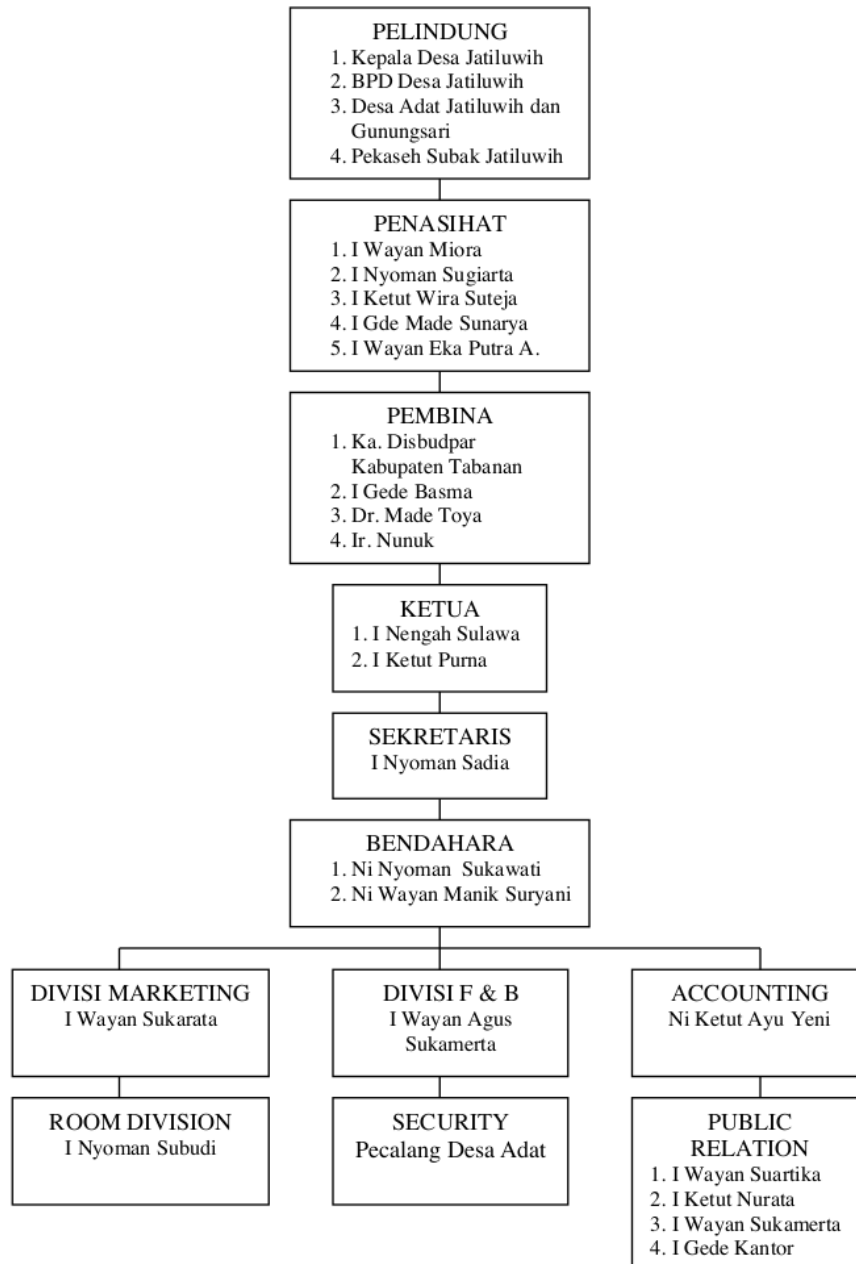 PELINDUNG
1. Kepala Desa Jatiluwih
2. BPD Desa Jatiluwih
3. Desa Adat Jatiluwih dan
Gunungsari
4. Pekaseh Subak Jatiluwih
PENASIHAT
1. I Wayan Miora
2. I Nyoman Sugiarta
3. I Ketut Wira Suteja
4. I Gde Made Sunarya
5. I Wayan Eka Putra A.
PEMBINA
1. Ka. Disbudpar
Kabupaten Tabanan
2. I Gede Basma
3. Dr. Made Toya
4. Ir. Nunuk
KETUA
1. I Nengah Sulawa
2. I Ketut Purna
SEKRETARIS
I Nyoman Sadia
BENDAHARA
1. Ni Nyoman Sukawati
2. Ni Wayan Manik Suryani
DIVISI MARKETING
I Wayan Sukarata
DIVISI F & B
I Wayan Agus
Sukamerta
ACCOUNTING
Ni Ketut Ayu Yeni
ROOM DIVISION
I Nyoman Subudi
SECURITY
Pecalang Desa Adat
PUBLIC
RELATION
1. I Wayan Suartika
2. I Ketut Nurata
3. I Wayan Sukamerta
4. I Gede Kantor